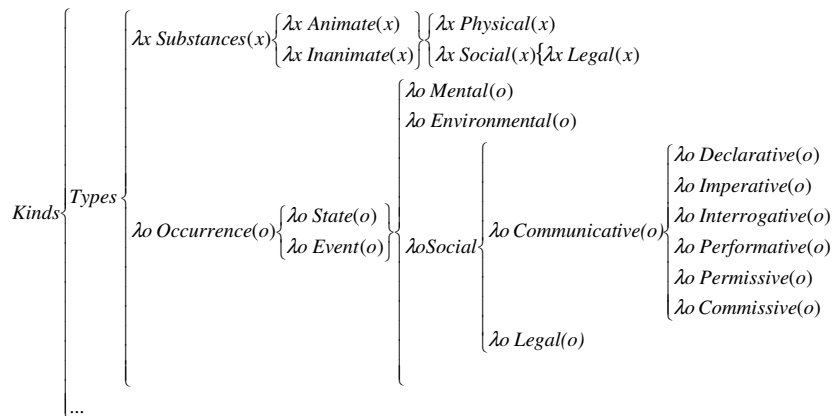 λx Substances(x) λx Animate(x) λx Physical(x)
λx Inanimate(x) λx Social(x){λx Legal(x)
λo Mental(o)
λo Environmental(o)
λo Declarative(o)
λo Imperative(o)
Kinds Types λo Occurrence(o) λo State(o) λoSocial λo Communicative(o) λo Interrogative(o)
λo Event(o) λo Performative(o)
λo Permissive(o)
λo Commissive(o)
λo Legal(o)
...